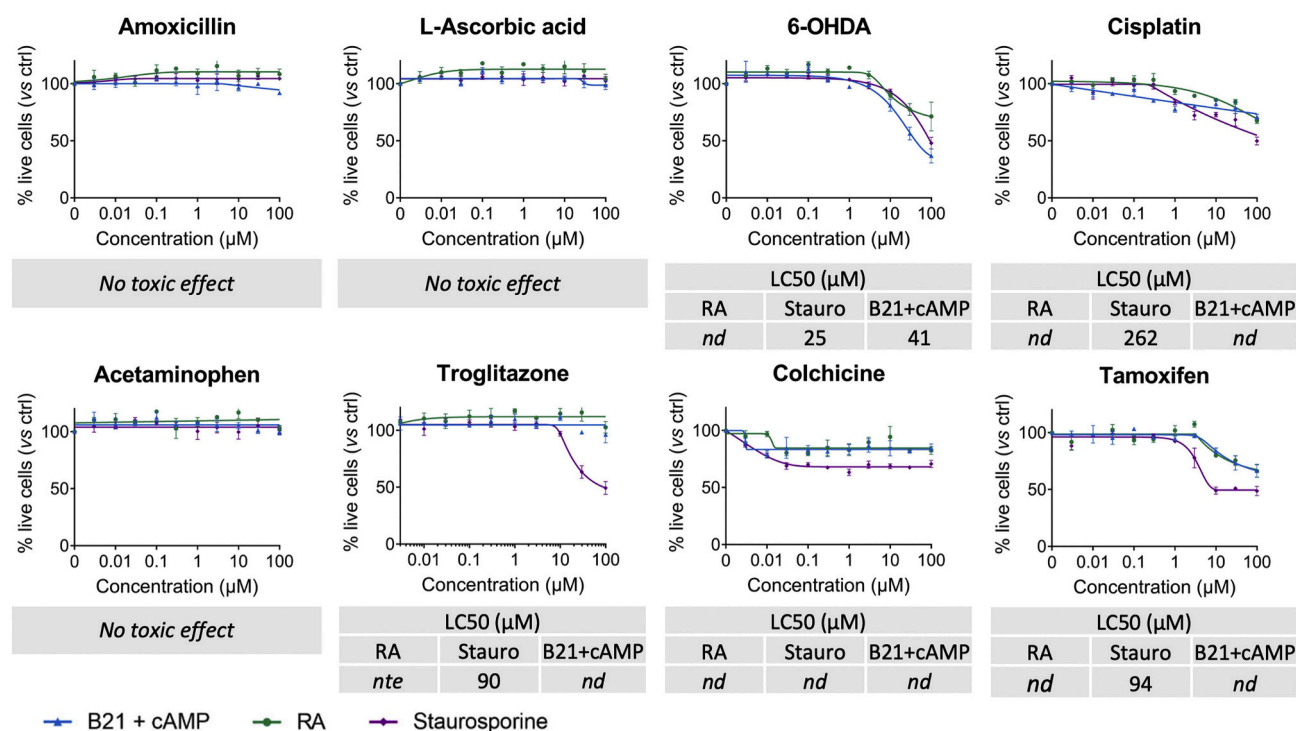 Amoxicillin
L-Ascorbic acid
6-OHDA
Cisplatin
% live cells (vs ctrl)
100
50
0
0 0.01 0.1 1 10 100
Concentration (µM)
% live cells (vs ctrl)
100
50
0
0 0.01 0.1 1 10 100
Concentration (µM)
% live cells (vs ctrl)
100
50
0
0 0.01 0.1 1 10 100
Concentration (µM)
% live cells (vs ctrl)
100
50
0
0 0.01 0.1 1 10 100
Concentration (µM)
No toxic effect
No toxic effect
LC50 (µM)
RA Stauro B21+cAMP
nd 25 41
LC50 (µM)
RA Stauro B21+cAMP
nd 262 nd
Acetaminophen
Troglitazone
Colchicine
Tamoxifen
% live cells (vs ctrl)
100
50
0
0 0.01 0.1 1 10 100
Concentration (µM)
% live cells (vs ctrl)
100
50
0
0.01 0.1 1 10 100
Concentration (µM)
% live cells (vs ctrl)
100
50
0
0 0.01 0.1 1 10 100
Concentration (µM)
% live cells (vs ctrl)
100
50
0
0 0.01 0.1 1 10 100
Concentration (µM)
No toxic effect
LC50 (µM)
RA Stauro B21+cAMP
nte 90 nd
LC50 (µM)
RA Stauro B21+cAMP
nd nd nd
LC50 (µM)
RA Stauro B21+cAMP
nd 94 nd
B21 + cAMP RA Staurosporine